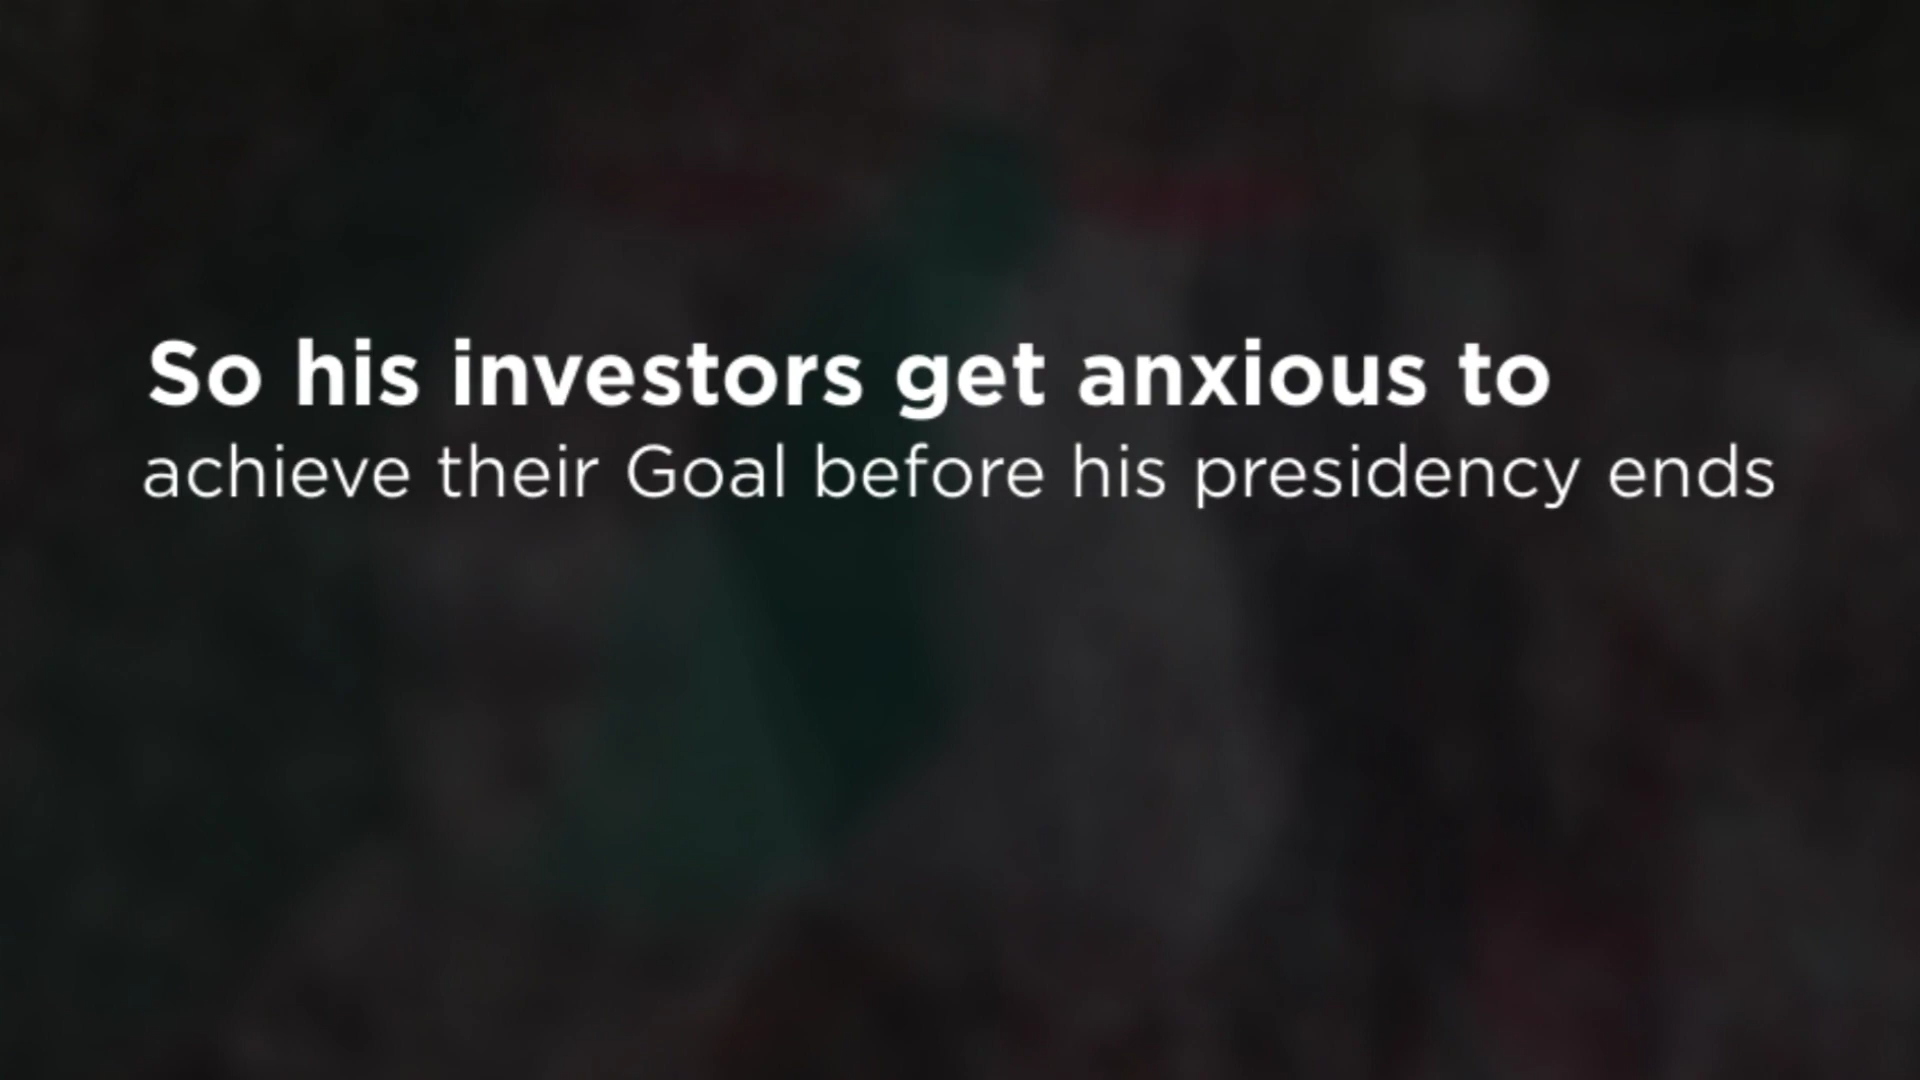 So his investors get anxious to
achieve their Goal before his presidency ends